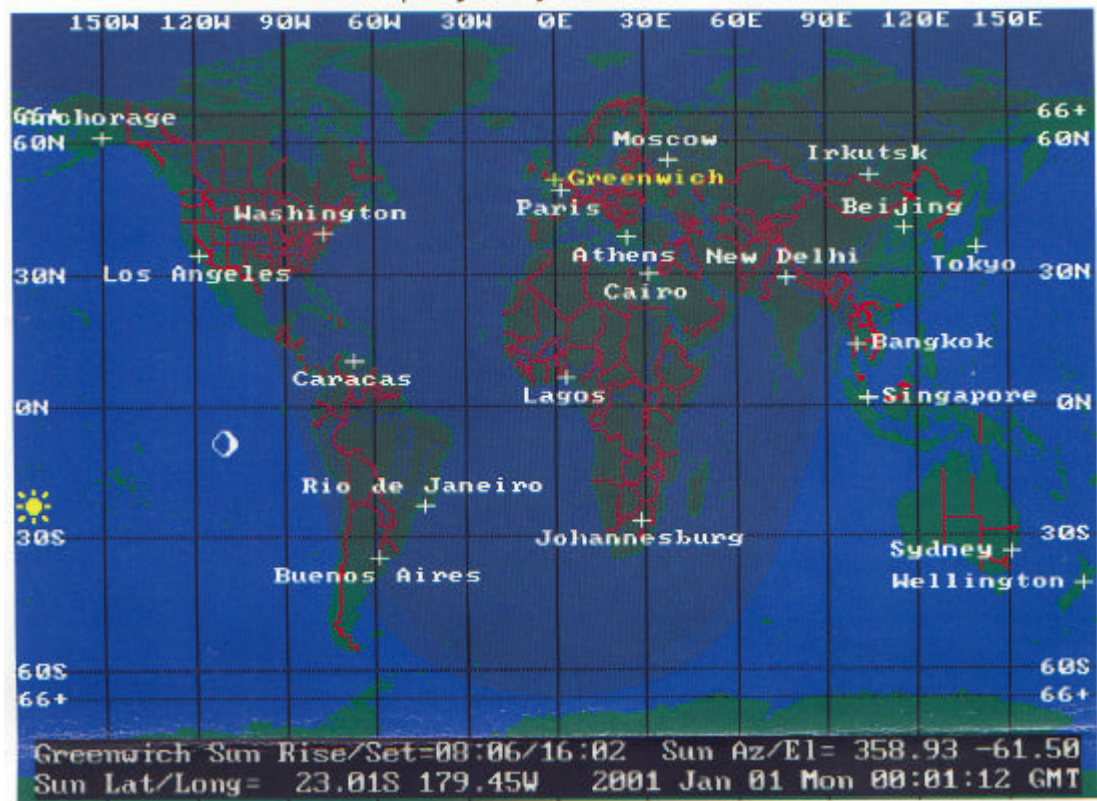 150W 120W 90W 60W 30W 0E 30E 60E 90E 120E 150E
66+ 66+
Anchorage
60N Moscow 60N
Irkutsk
Greenwich
Paris Beijing
Washington
Athens New Delhi Tokyo
Los Angeles
30N 30N
Cairo
Bangkok
Caracas
Lagos Singapore
0N 0N
Rio de Janeiro
30S Johannesburg 30S
Sydney
Buenos Aires Wellington
60S 60S
66+ 66+
Greenwich Sun Rise/Set=08:06/16:02 Sun Az/El= 358.93 -61.50
Sun Lat/Long= 23.01S 179.45W 2001 Jan 01 Mon 00:01:12 GMT